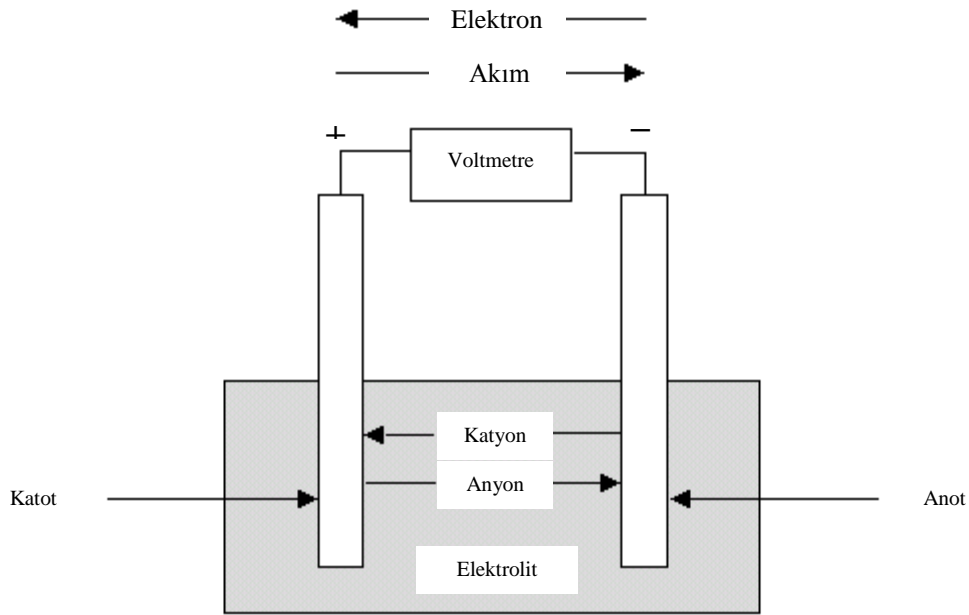 Elektron
Akım
+ −
Voltmetre
Katyon
Anyon
Katot Anot
Elektrolit